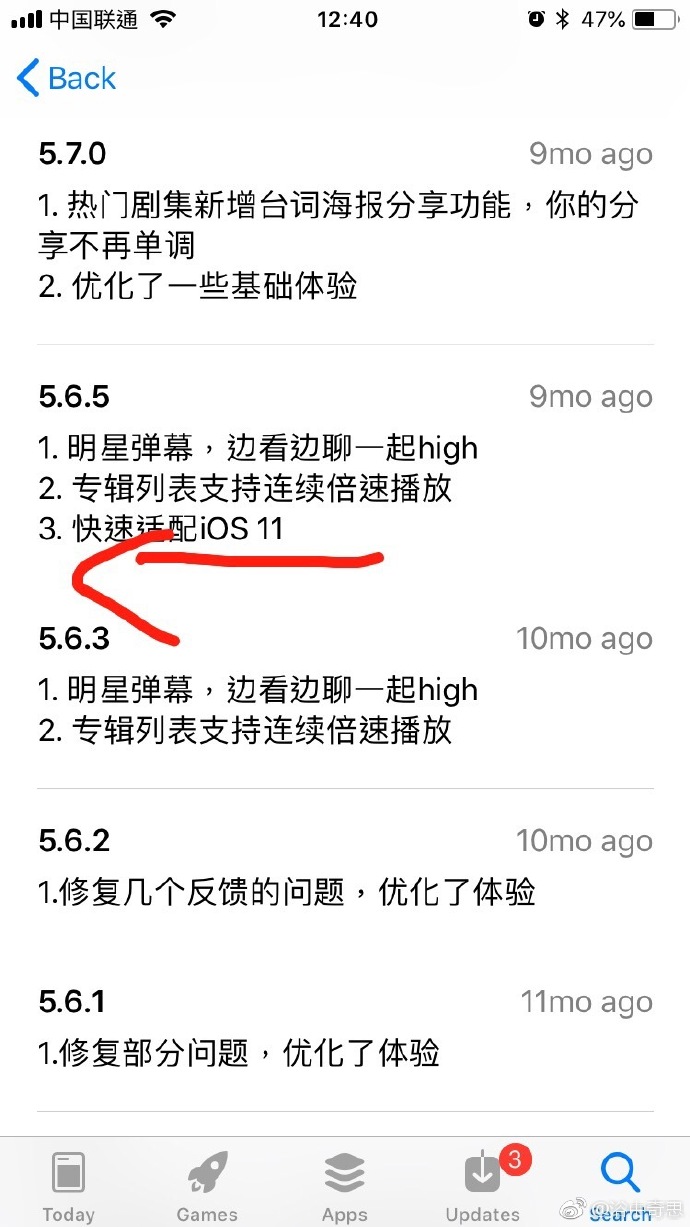 中国联通 12:40 47%
Back
5.7.0 9mo ago
1. 热门剧集新增台词海报分享功能，你的分
享不再单调
2. 优化了一些基础体验
5.6.5 9mo ago
1. 明星弹幕，边看边聊一起high
2. 专辑列表支持连续倍速播放
3. 快速适配iOS 11
5.6.3 10mo ago
1. 明星弹幕，边看边聊一起high
2. 专辑列表支持连续倍速播放
5.6.2 10mo ago
1.修复几个反馈的问题，优化了体验
5.6.1 11mo ago
1.修复部分问题，优化了体验
3
Today Games Apps Updates Search